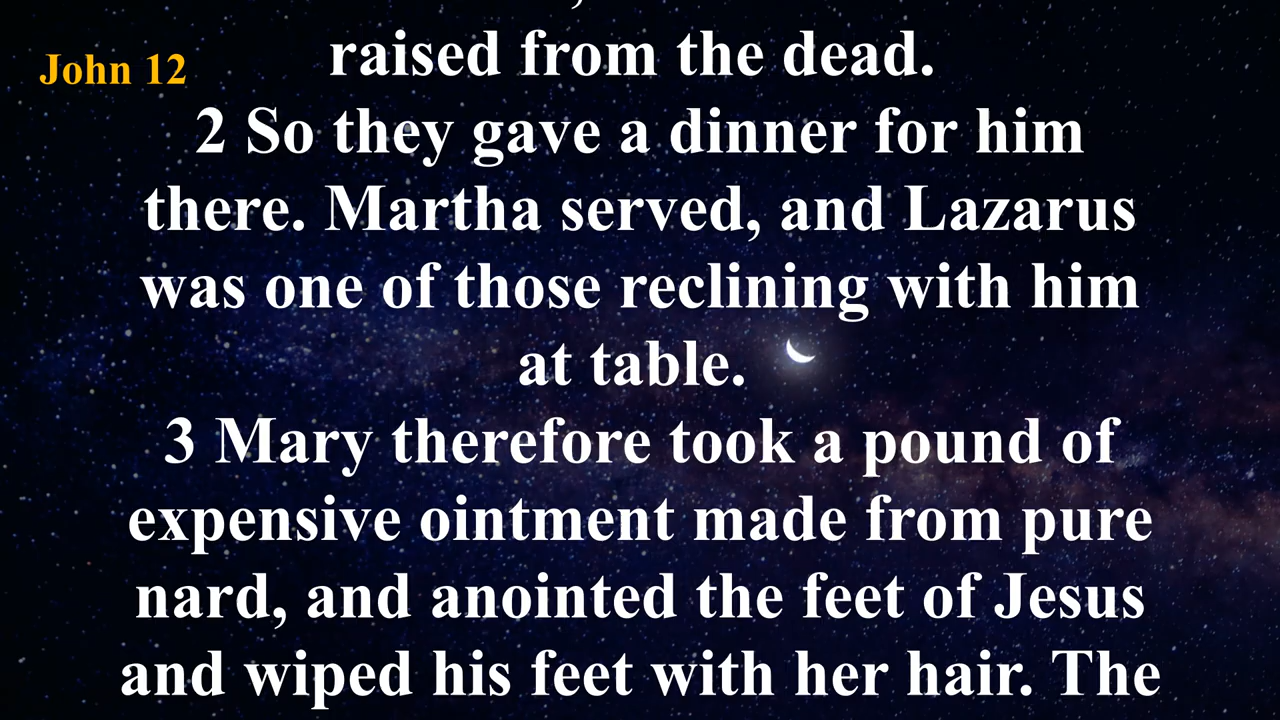 John 12
raised from the dead.
2 So they gave a dinner for him
there. Martha served, and Lazarus
was one of those reclining with him
at table.
3 Mary therefore took a pound of
expensive ointment made from pure
nard, and anointed the feet of Jesus
and wiped his feet with her hair. The